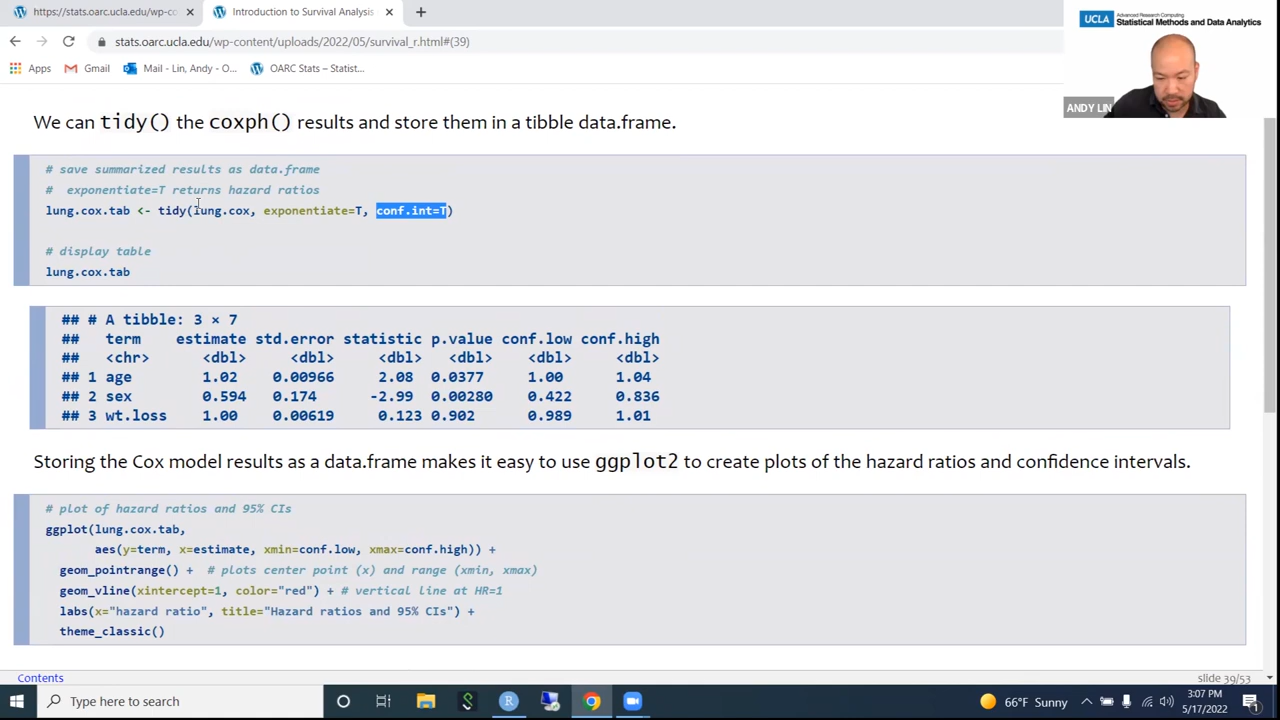 https://stats.oarc.ucla.edu/wp-co
Introduction to Survival Analysis
stats.oarc.ucla.edu/wp-content/uploads/2022/05/survival_r.html#(39)
Apps
Gmail
Mail - Lin, Andy - O...
OARC Stats – Statist...
UCLA
Advanced Research Computing
Statistical Methods and Data Analytics
ANDY LIN
We can tidy() the coxph() results and store them in a tibble data.frame.
# save summarized results as data.frame
#  exponentiate=T returns hazard ratios
lung.cox.tab <- tidy(lung.cox, exponentiate=T, conf.int=T)
# display table
lung.cox.tab
## # A tibble: 3 × 7
##   term    estimate std.error statistic p.value conf.low conf.high
##   <chr>      <dbl>     <dbl>     <dbl>   <dbl>    <dbl>     <dbl>
## 1 age        1.02    0.00966     2.08  0.0377     1.00      1.04
## 2 sex        0.594   0.174      -2.99  0.00280    0.422     0.836
## 3 wt.loss    1.00    0.00619     0.123 0.902      0.989     1.01
Storing the Cox model results as a data.frame makes it easy to use ggplot2 to create plots of the hazard ratios and confidence intervals.
# plot of hazard ratios and 95% CIs
ggplot(lung.cox.tab,
       aes(y=term, x=estimate, xmin=conf.low, xmax=conf.high)) +
  geom_pointrange() +  # plots center point (x) and range (xmin, xmax)
  geom_vline(xintercept=1, color="red") + # vertical line at HR=1
  labs(x="hazard ratio", title="Hazard ratios and 95% CIs") +
  theme_classic()
Contents
slide 39/53
Type here to search
66°F Sunny
3:07 PM
5/17/2022